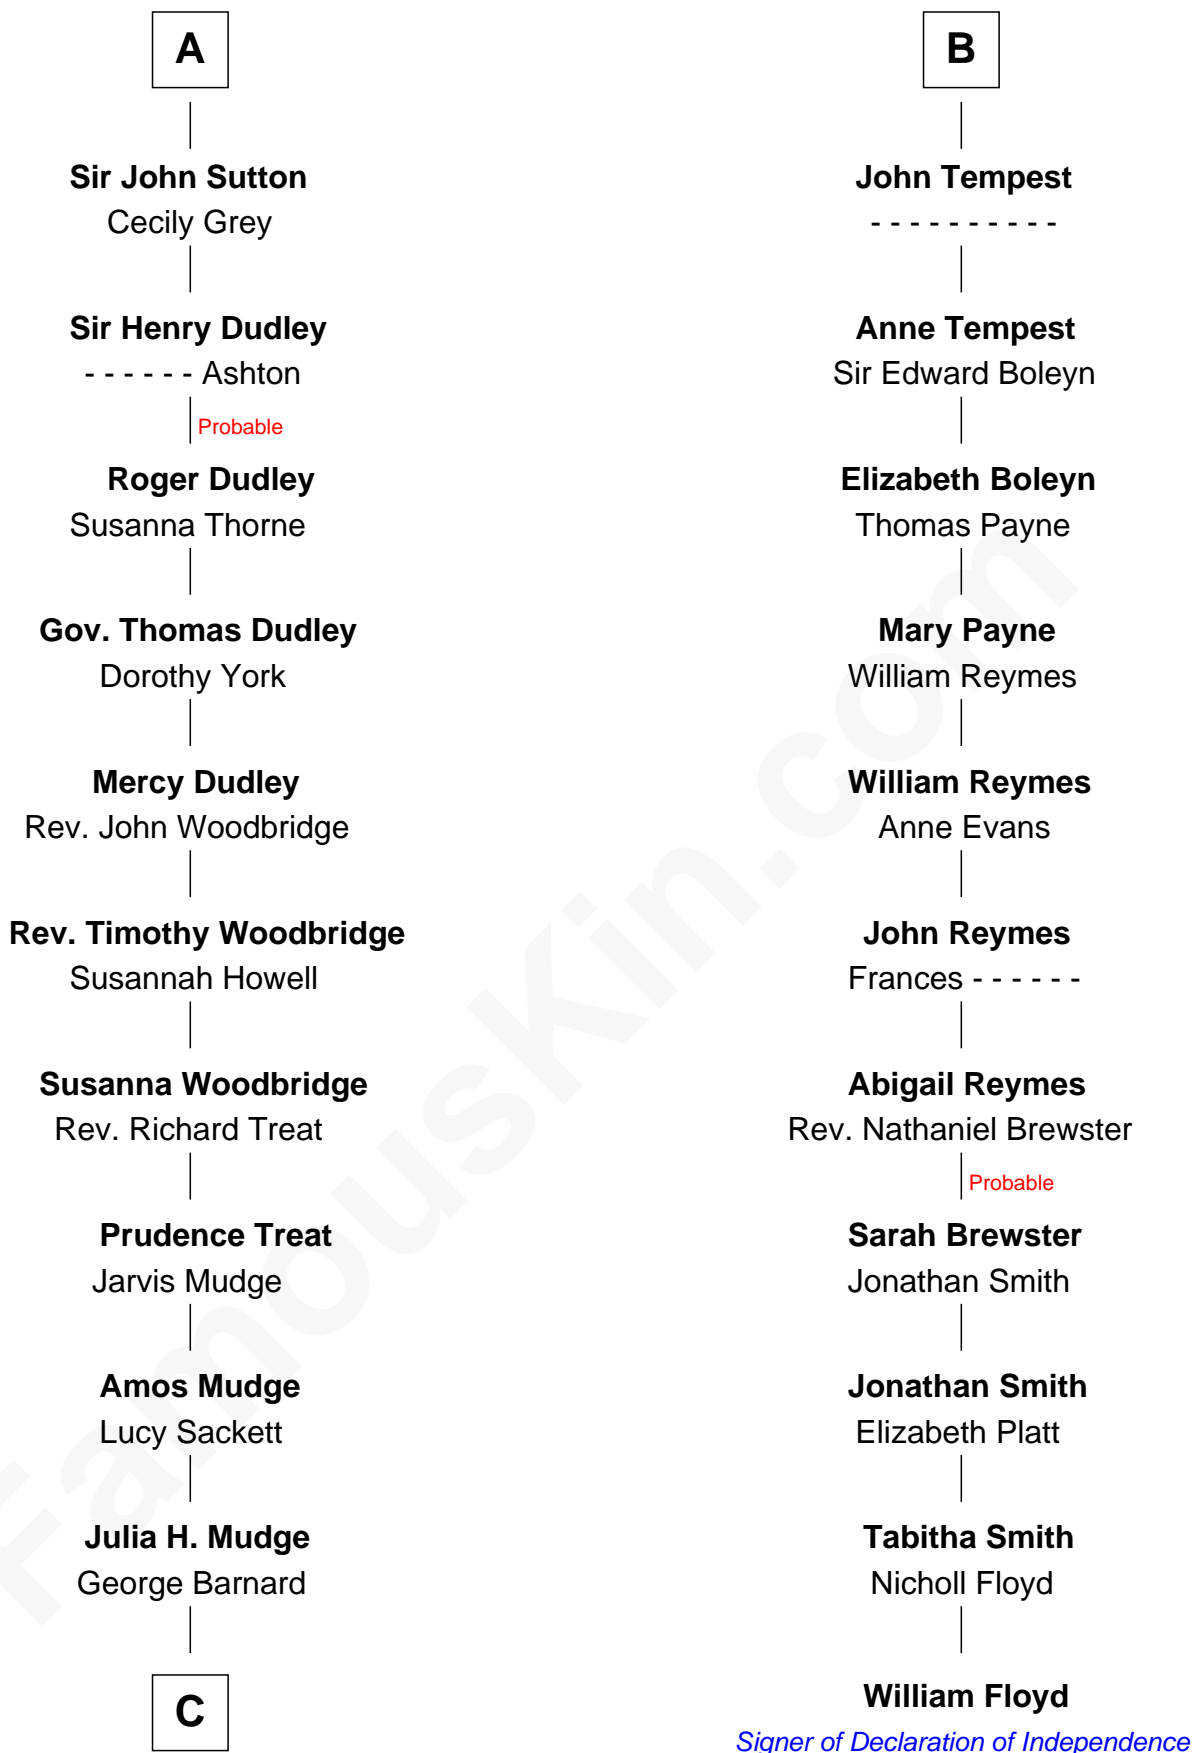 A
Sir John Sutton
Cecily Grey
Sir Henry Dudley
- - - - - - Ashton
Probable
Roger Dudley
Susanna Thorne
Gov. Thomas Dudley
Dorothy York
Mercy Dudley
Rev. John Woodbridge
Rev. Timothy Woodbridge
Susannah Howell
Susanna Woodbridge
Rev. Richard Treat
Prudence Treat
Jarvis Mudge
Amos Mudge
Lucy Sackett
Julia H. Mudge
George Barnard
C
B
John Tempest
- - - - - - - - - -
Anne Tempest
Sir Edward Boleyn
Elizabeth Boleyn
Thomas Payne
Mary Payne
William Reymes
William Reymes
Anne Evans
John Reymes
Frances - - - - - -
Abigail Reymes
Rev. Nathaniel Brewster
Probable
Sarah Brewster
Jonathan Smith
Jonathan Smith
Elizabeth Platt
Tabitha Smith
Nicholl Floyd
William Floyd
Signer of Declaration of Independence
FamousKin.com